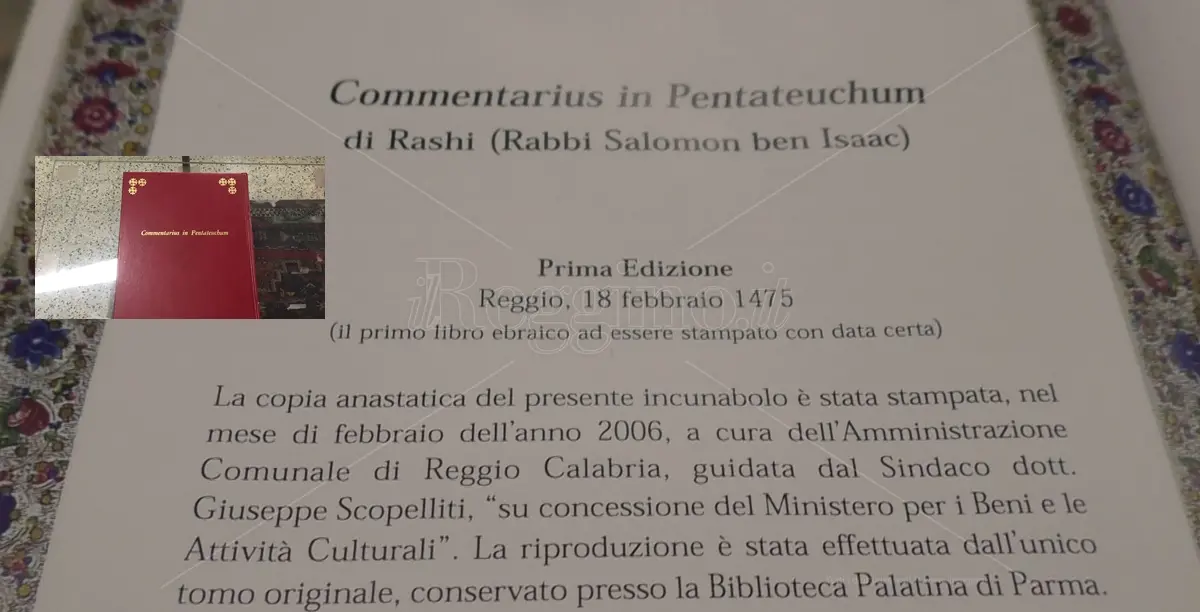 Commentarius in Pentateuchum
di Rashi (Rabbi Salomon ben Isaac)
Commentarius in Pentateuchum
Prima Edizione
Reggio, 18 febbraio 1475
ilReggino.it
(il primo libro ebraico ad essere stampato con data certa)
La copia anastatica del presente incunabolo è stata stampata, nel
mese di febbraio dell'anno 2006, a cura dell'Amministrazione
Comunale di Reggio Calabria, guidata dal Sindaco dott.
Giuseppe Scopelliti, “su concessione del Ministero per i Beni e le
Attività Culturali”. La riproduzione è stata effettuata dall'unico
tomo originale, conservato presso la Biblioteca Palatina di Parma.